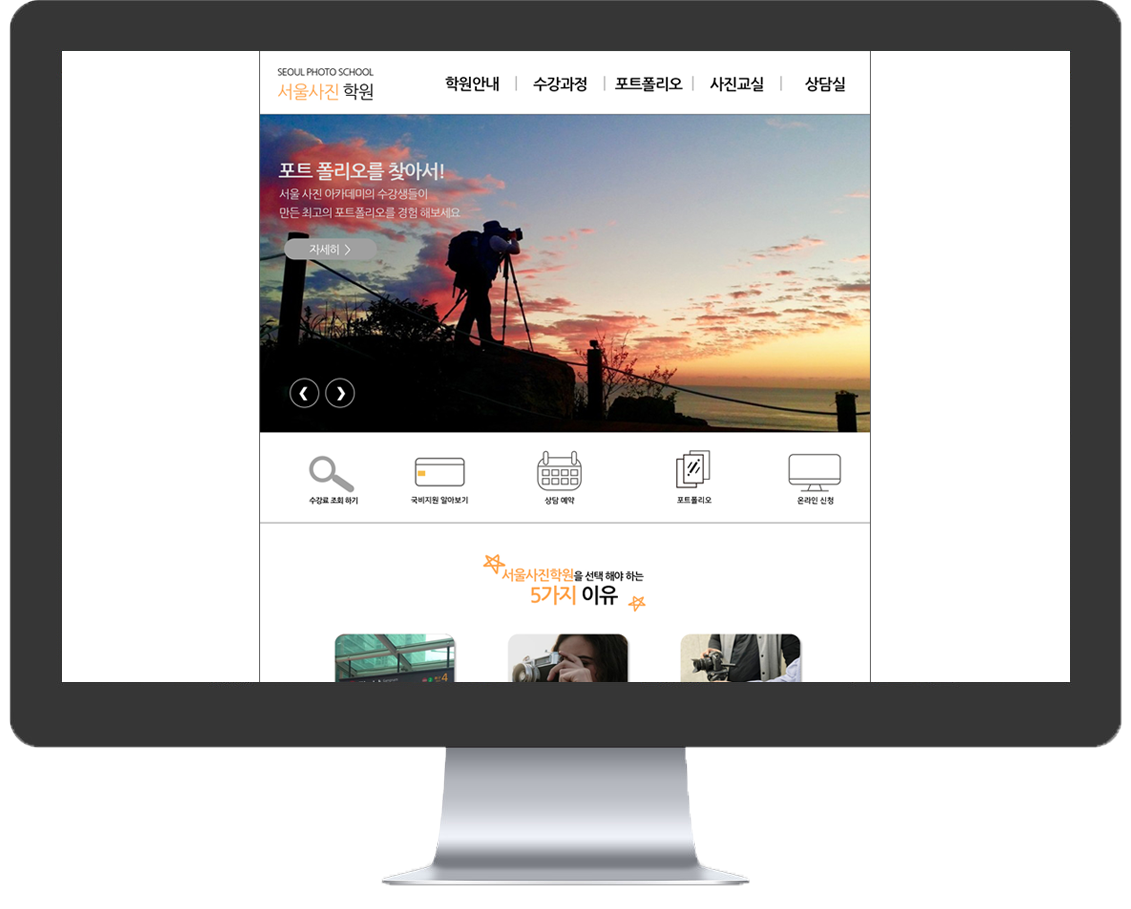 SEOUL PHOTO SCHOOL
서울사진 학원
학원안내 | 수강과정 | 포트폴리오 | 사진교실 | 상담실
포트 폴리오를 찾아서!
서울 사진 아카데미의 수강생들이
만든 최고의 포트폴리오를 경험 해보세요
자세히 >
수강료 조회 하기
국비지원 알아보기
상담 예약
포트폴리오
온라인 신청
서울사진학원을 선택 해야 하는
5가지 이유
4